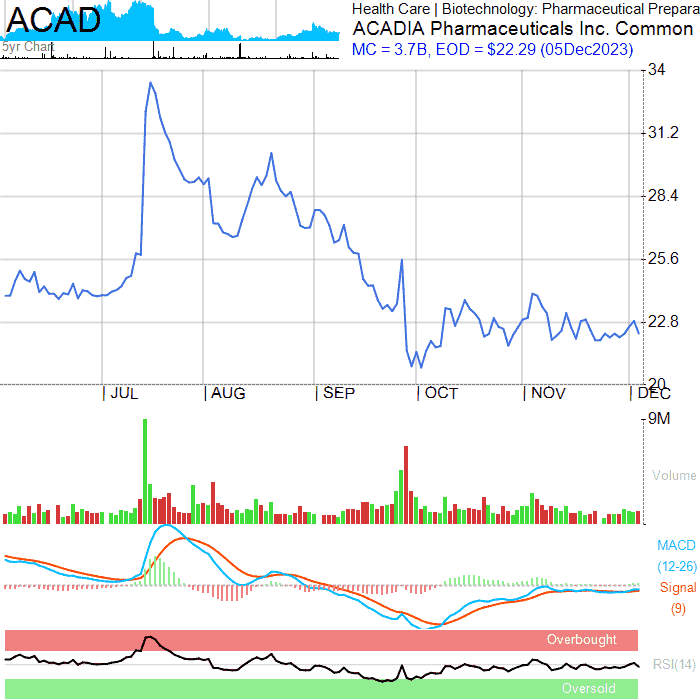 ACAD
Health Care | Biotechnology: Pharmaceutical Prepara
ACADIA Pharmaceuticals Inc. Common
MC = 3.7B, EOD = $22.29 (05Dec2023)
5yr Chart
34
31.2
28.4
25.6
22.8
20
| JUL | AUG | SEP | OCT | NOV | DEC
9M
Volume
MACD
(12-26)
Signal
(9)
Overbought
RSI(14)
Oversold